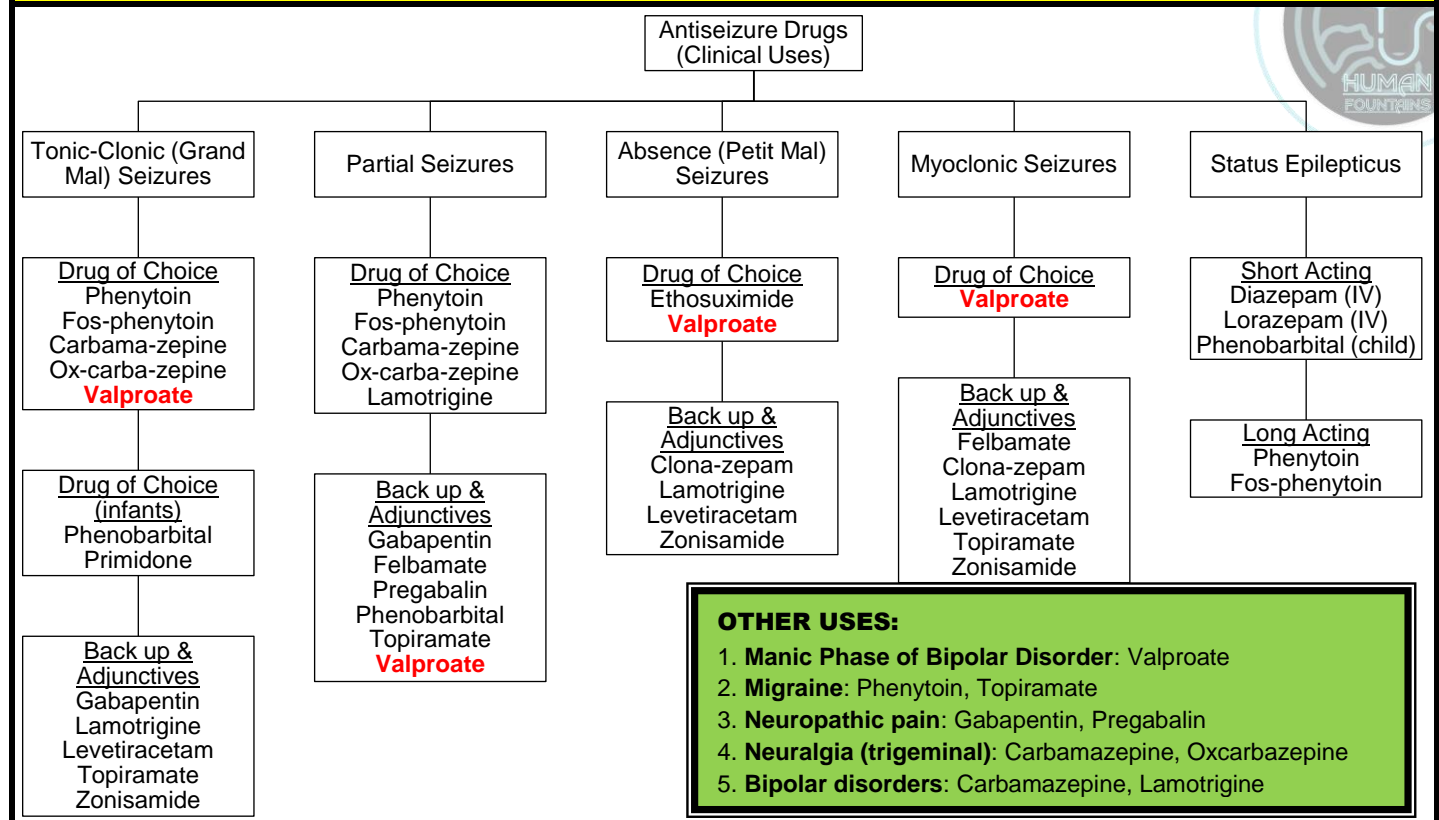 Antiseizure Drugs
(Clinical Uses)
HUMAN
FOUNTAINS
Tonic-Clonic (Grand
Mal) Seizures
Drug of Choice
Phenytoin
Fos-phenytoin
Carbama-zepine
Ox-carba-zepine
Valproate
Drug of Choice
(infants)
Phenobarbital
Primidone
Back up &
Adjunctives
Gabapentin
Lamotrigine
Levetiracetam
Topiramate
Zonisamide
Partial Seizures
Drug of Choice
Phenytoin
Fos-phenytoin
Carbama-zepine
Ox-carba-zepine
Lamotrigine
Back up &
Adjunctives
Gabapentin
Felbamate
Pregabalin
Phenobarbital
Topiramate
Valproate
Absence (Petit Mal)
Seizures
Drug of Choice
Ethosuximide
Valproate
Back up &
Adjunctives
Clona-zepam
Lamotrigine
Levetiracetam
Zonisamide
Myoclonic Seizures
Drug of Choice
Valproate
Back up &
Adjunctives
Felbamate
Clona-zepam
Lamotrigine
Levetiracetam
Topiramate
Zonisamide
Status Epilepticus
Short Acting
Diazepam (IV)
Lorazepam (IV)
Phenobarbital (child)
Long Acting
Phenytoin
Fos-phenytoin
OTHER USES:
1. Manic Phase of Bipolar Disorder: Valproate
2. Migraine: Phenytoin, Topiramate
3. Neuropathic pain: Gabapentin, Pregabalin
4. Neuralgia (trigeminal): Carbamazepine, Oxcarbazepine
5. Bipolar disorders: Carbamazepine, Lamotrigine